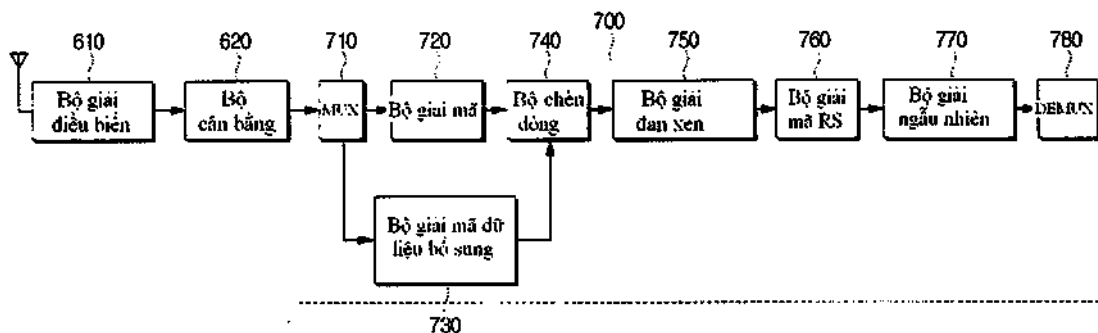 700
610
620
710
720
740
750
760
770
780
Bộ giải
điều biến
Bộ
cân bằng
MUX
Bộ giải mã
Bộ chèn
dòng
Bộ giải
đan xen
Bộ giải
mã RS
Bộ giải
ngẫu nhiên
DEMUX
Bộ giải mã dữ
liệu bổ sung
730